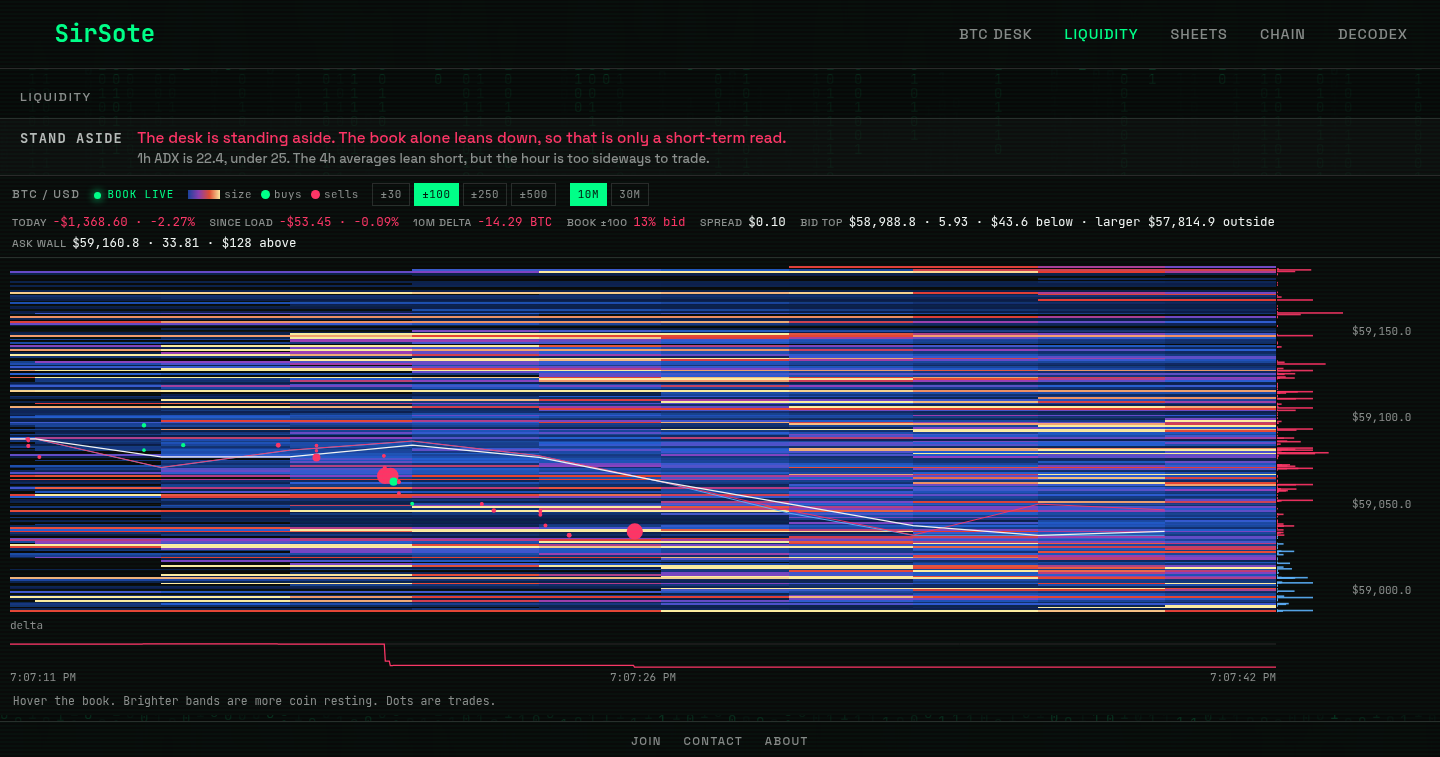 SirSote
BTC DESK LIQUIDITY SHEETS CHAIN DECODEX
LIQUIDITY
STAND ASIDE The desk is standing aside. The book alone leans down, so that is only a short-term read.
1h ADX is 22.4, under 25. The 4h averages lean short, but the hour is too sideways to trade.
BTC / USD BOOK LIVE size buys sells ±30 ±100 ±250 ±500 10M 30M
TODAY -$1,368.60 · -2.27% SINCE LOAD -$53.45 · -0.09% 10M DELTA -14.29 BTC BOOK ±100 13% bid SPREAD $0.10 BID TOP $58,988.8 · 5.93 · $43.6 below · larger $57,814.9 outside
ASK WALL $59,160.8 · 33.81 · $128 above
$59,150.0
$59,100.0
$59,050.0
$59,000.0
delta
7:07:11 PM 7:07:26 PM 7:07:42 PM
Hover the book. Brighter bands are more coin resting. Dots are trades.
JOIN CONTACT ABOUT